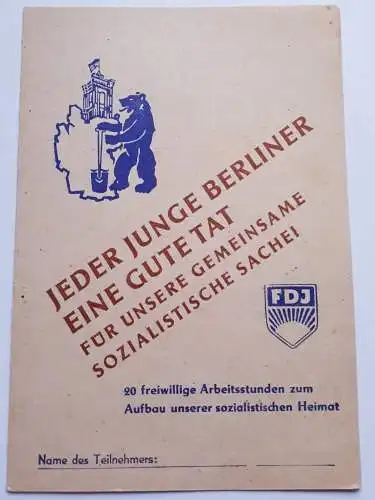 JEDER JUNGE BERLINER
EINE GUTE TAT
FÜR UNSERE GEMEINSAME
SOZIALISTISCHE SACHE!
FDJ
20 freiwillige Arbeitsstunden zum
Aufbau unserer sozialistischen Heimat
Name des Teilnehmers: